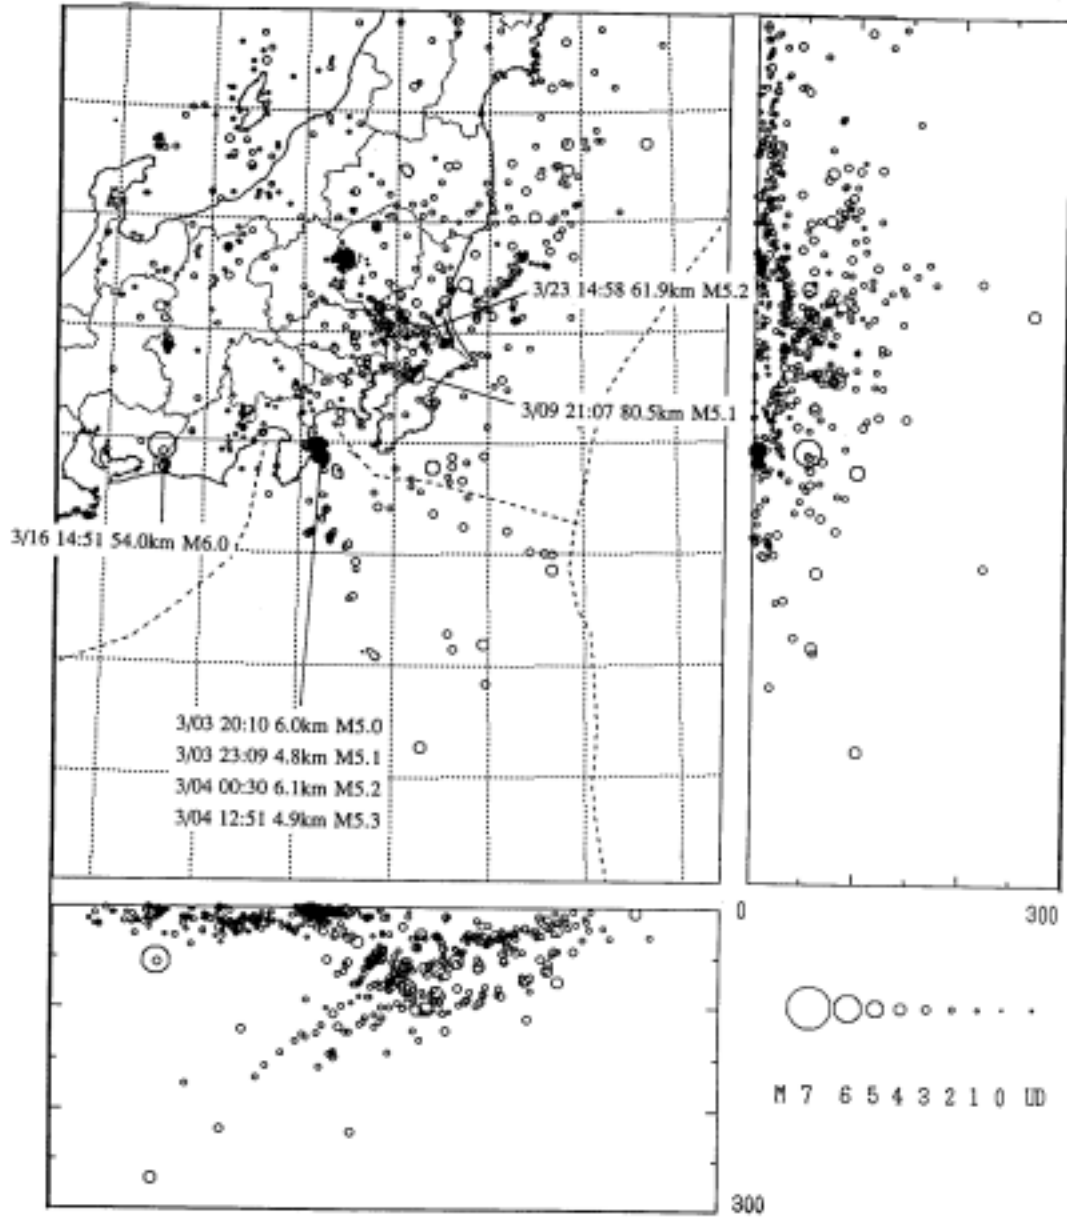 3/23 14:58 61.9km M5.2
3/09 21:07 80.5km M5.1
3/16 14:51 54.0km M6.0
3/03 20:10 6.0km M5.0
3/03 23:09 4.8km M5.1
3/04 00:30 6.1km M5.2
3/04 12:51 4.9km M5.3
0
300
M 7 6 5 4 3 2 1 0 UD
300